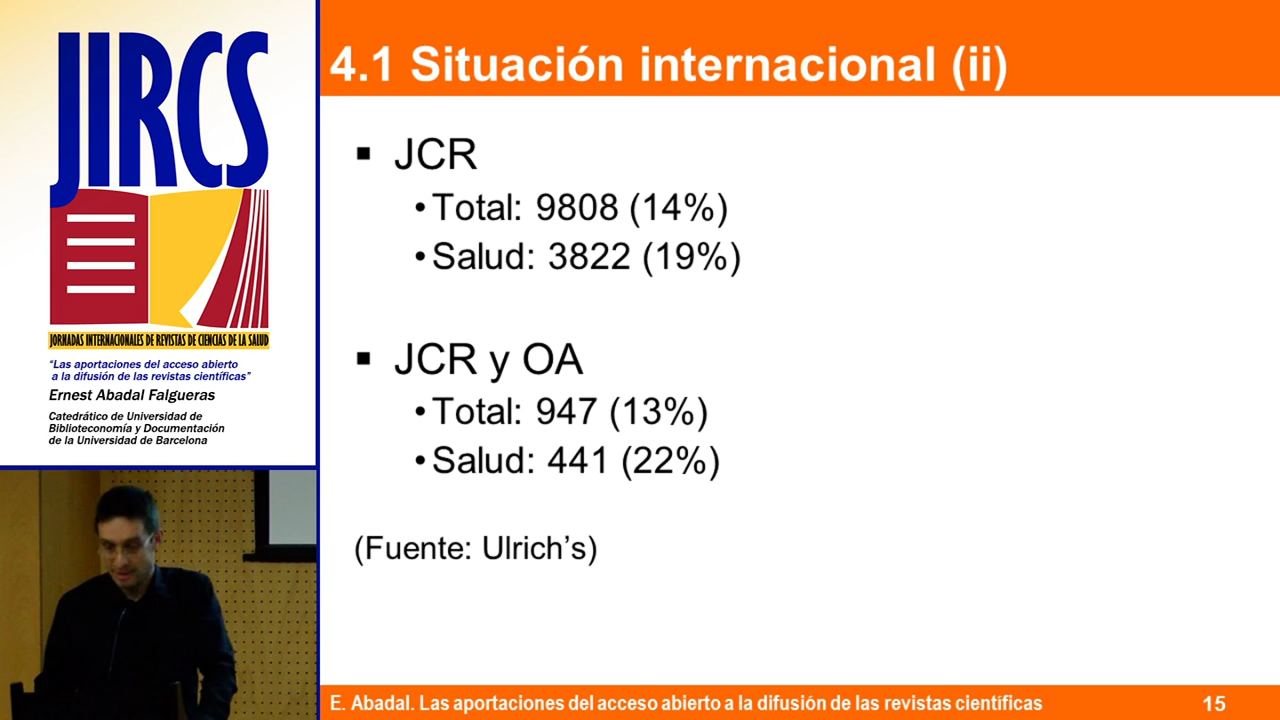 JIRCS
JORNADAS INTERNACIONALES DE REVISTAS DE CIENCIAS DE LA SALUD
“Las aportaciones del acceso abierto
a la difusión de las revistas científicas”
Ernest Abadal Falgueras
Catedrático de Universidad de
Biblioteconomía y Documentación
de la Universidad de Barcelona
4.1 Situación internacional (ii)
▪ JCR
• Total: 9808 (14%)
• Salud: 3822 (19%)
▪ JCR y OA
• Total: 947 (13%)
• Salud: 441 (22%)
(Fuente: Ulrich’s)
E. Abadal. Las aportaciones del acceso abierto a la difusión de las revistas científicas 15